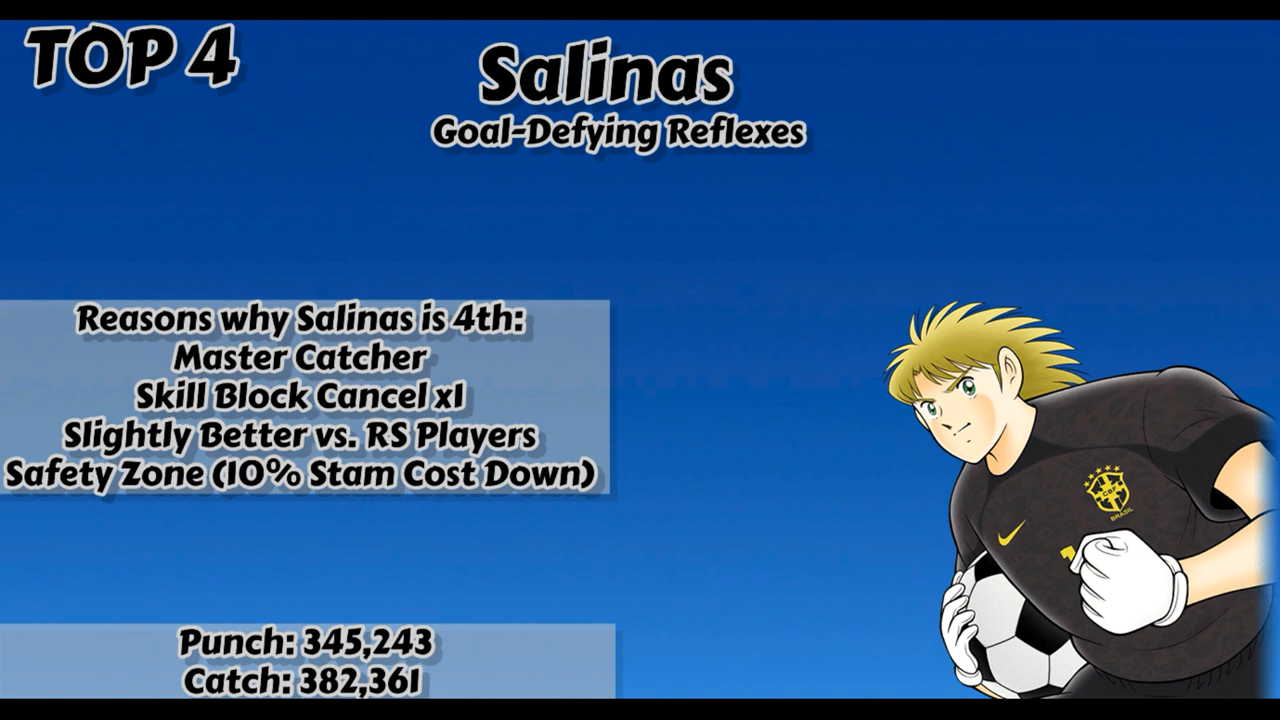 TOP 4
Salinas
Goal-Defying Reflexes
Reasons why Salinas is 4th:
Master Catcher
Skill Block Cancel x1
Slightly Better vs. RS Players
Safety Zone (10% Stam Cost Down)
BRASIL
Punch: 345,243
Catch: 382,361